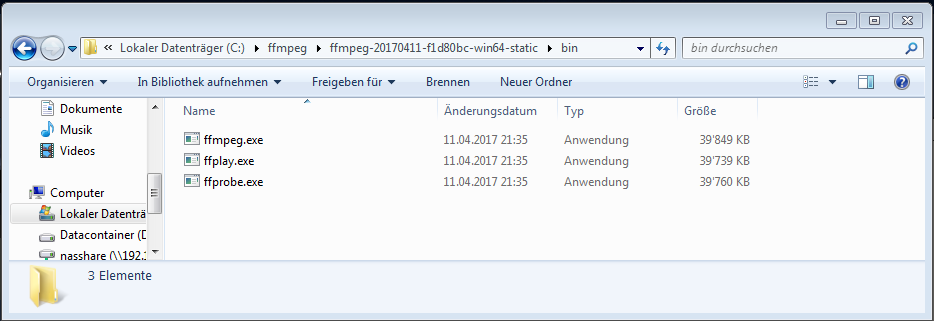 Lokaler Datenträger (C:) ffmpeg ffmpeg-20170411-f1d80bc-win64-static bin bin durchsuchen
Organisieren In Bibliothek aufnehmen Freigeben für Brennen Neuer Ordner
Dokumente
Musik
Videos
Computer
Lokaler Datenträ
Datacontainer (D
nasshare (\\192.
Name Änderungsdatum Typ Größe
ffmpeg.exe 11.04.2017 21:35 Anwendung 39'849 KB
ffplay.exe 11.04.2017 21:35 Anwendung 39'739 KB
ffprobe.exe 11.04.2017 21:35 Anwendung 39'760 KB
3 Elemente